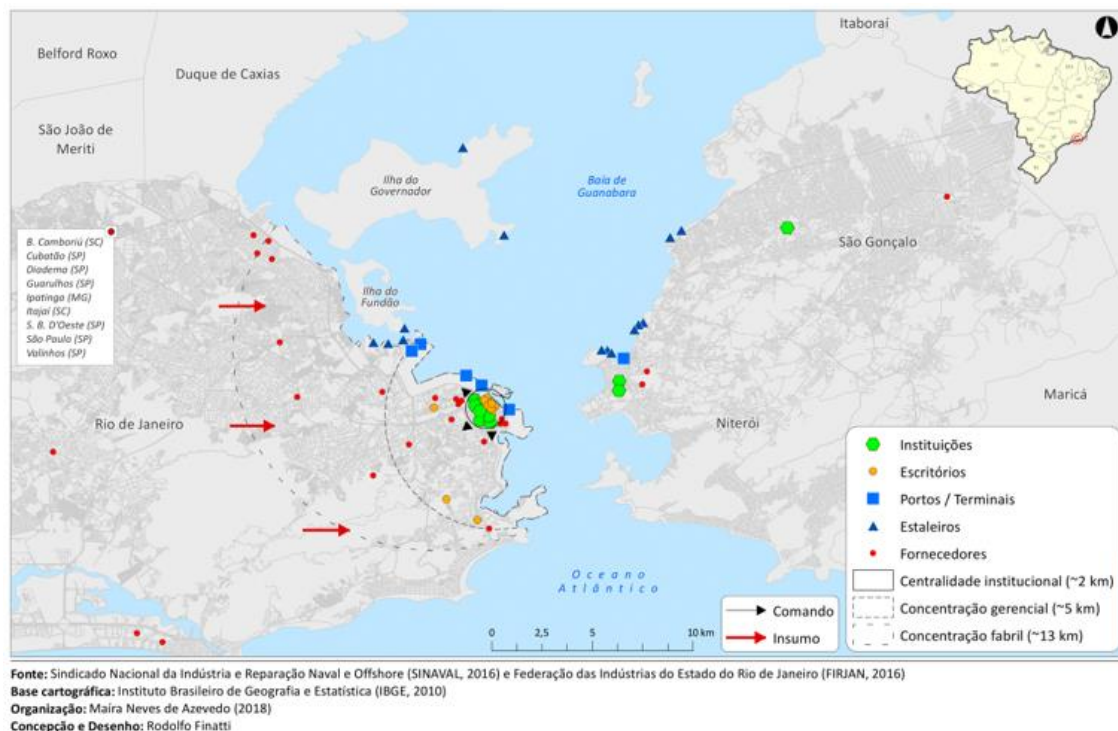 Itaboraí
Belford Roxo
Duque de Caxias
São João de
Meriti
Ilha do
Governador
Baía de
Guanabara
São Gonçalo
B. Camboriú (SC)
Cubatão (SP)
Diadema (SP)
Guarulhos (SP)
Ipatinga (MG)
Itajaí (SC)
S. B. D'Oeste (SP)
São Paulo (SP)
Valinhos (SP)
Ilha do
Fundão
Maricá
Rio de Janeiro
Niterói
Instituições
Escritórios
Portos / Terminais
Estaleiros
Fornecedores
Centralidade institucional (~2 km)
Concentração gerencial (~5 km)
Concentração fabril (~13 km)
Oceano
Atlântico
Comando
Insumo
0 2,5 5 10 km
Fonte: Sindicado Nacional da Indústria e Reparação Naval e Offshore (SINAVAL, 2016) e Federação das Indústrias do Estado do Rio de Janeiro (FIRJAN, 2016)
Base cartográfica: Instituto Brasileiro de Geografia e Estatística (IBGE, 2010)
Organização: Maíra Neves de Azevedo (2018)
Concepção e Desenho: Rodolfo Finatti